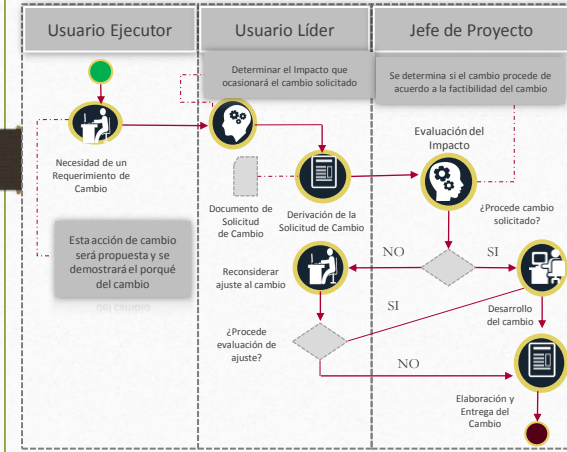 Usuario Ejecutor
Usuario Líder
Jefe de Proyecto
Determinar el Impacto que
ocasionará el cambio solicitado
Se determina si el cambio procede de
acuerdo a la factibilidad del cambio
Evaluación del
Impacto
Necesidad de un
Requerimiento de
Cambio
Documento de
Solicitud
de Cambio
Derivación de la
Solicitud de Cambio
¿Procede cambio
solicitado?
Esta acción de cambio
será propuesta y se
demostrará el porqué
del cambio
NO
SI
Reconsiderar
ajuste al cambio
SI
Desarrollo
del cambio
¿Procede
evaluación de
ajuste?
NO
Elaboración y
Entrega del
Cambio